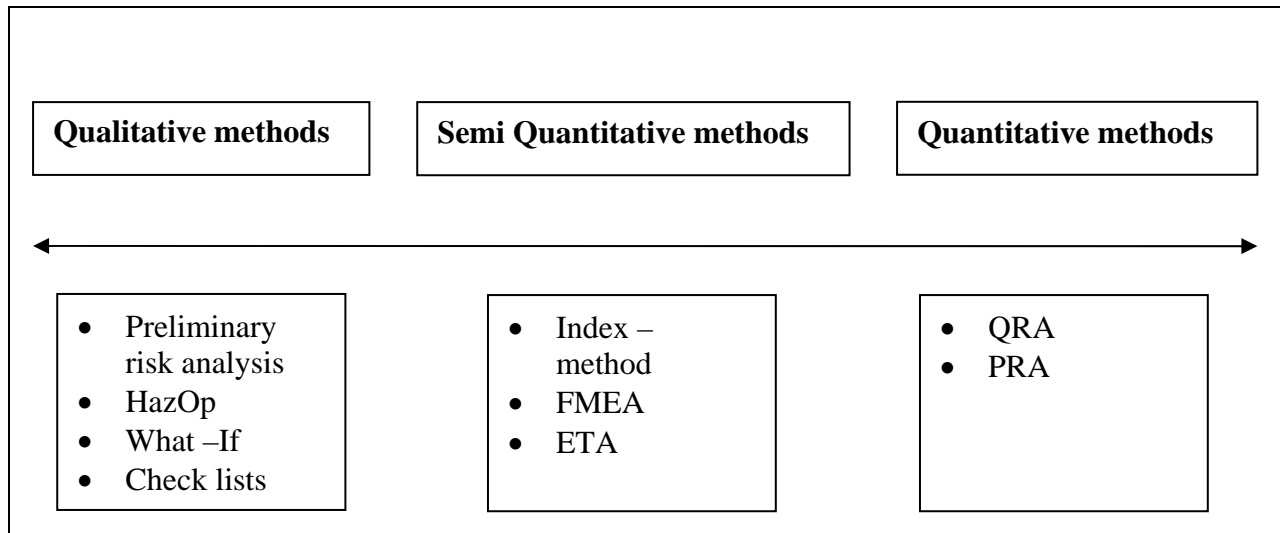 Qualitative methods
Semi Quantitative methods
Quantitative methods
• Preliminary
risk analysis
• HazOp
• What –If
• Check lists
• Index –
method
• FMEA
• ETA
• QRA
• PRA